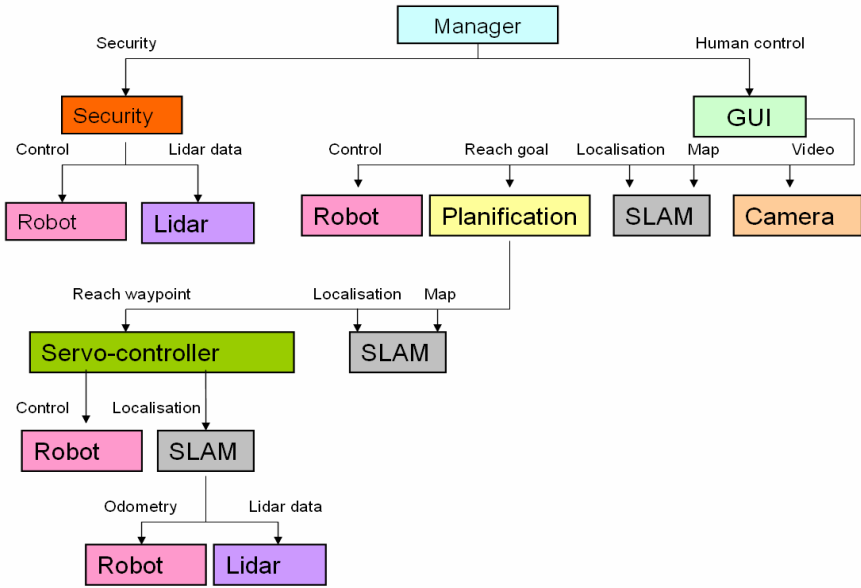 Manager
Security
Human control
Security
GUI
Control
Lidar data
Control
Reach goal
Localisation
Map
Video
Robot
Lidar
Robot
Planification
SLAM
Camera
Reach waypoint
Localisation
Map
Servo-controller
SLAM
Control
Localisation
Robot
SLAM
Odometry
Lidar data
Robot
Lidar